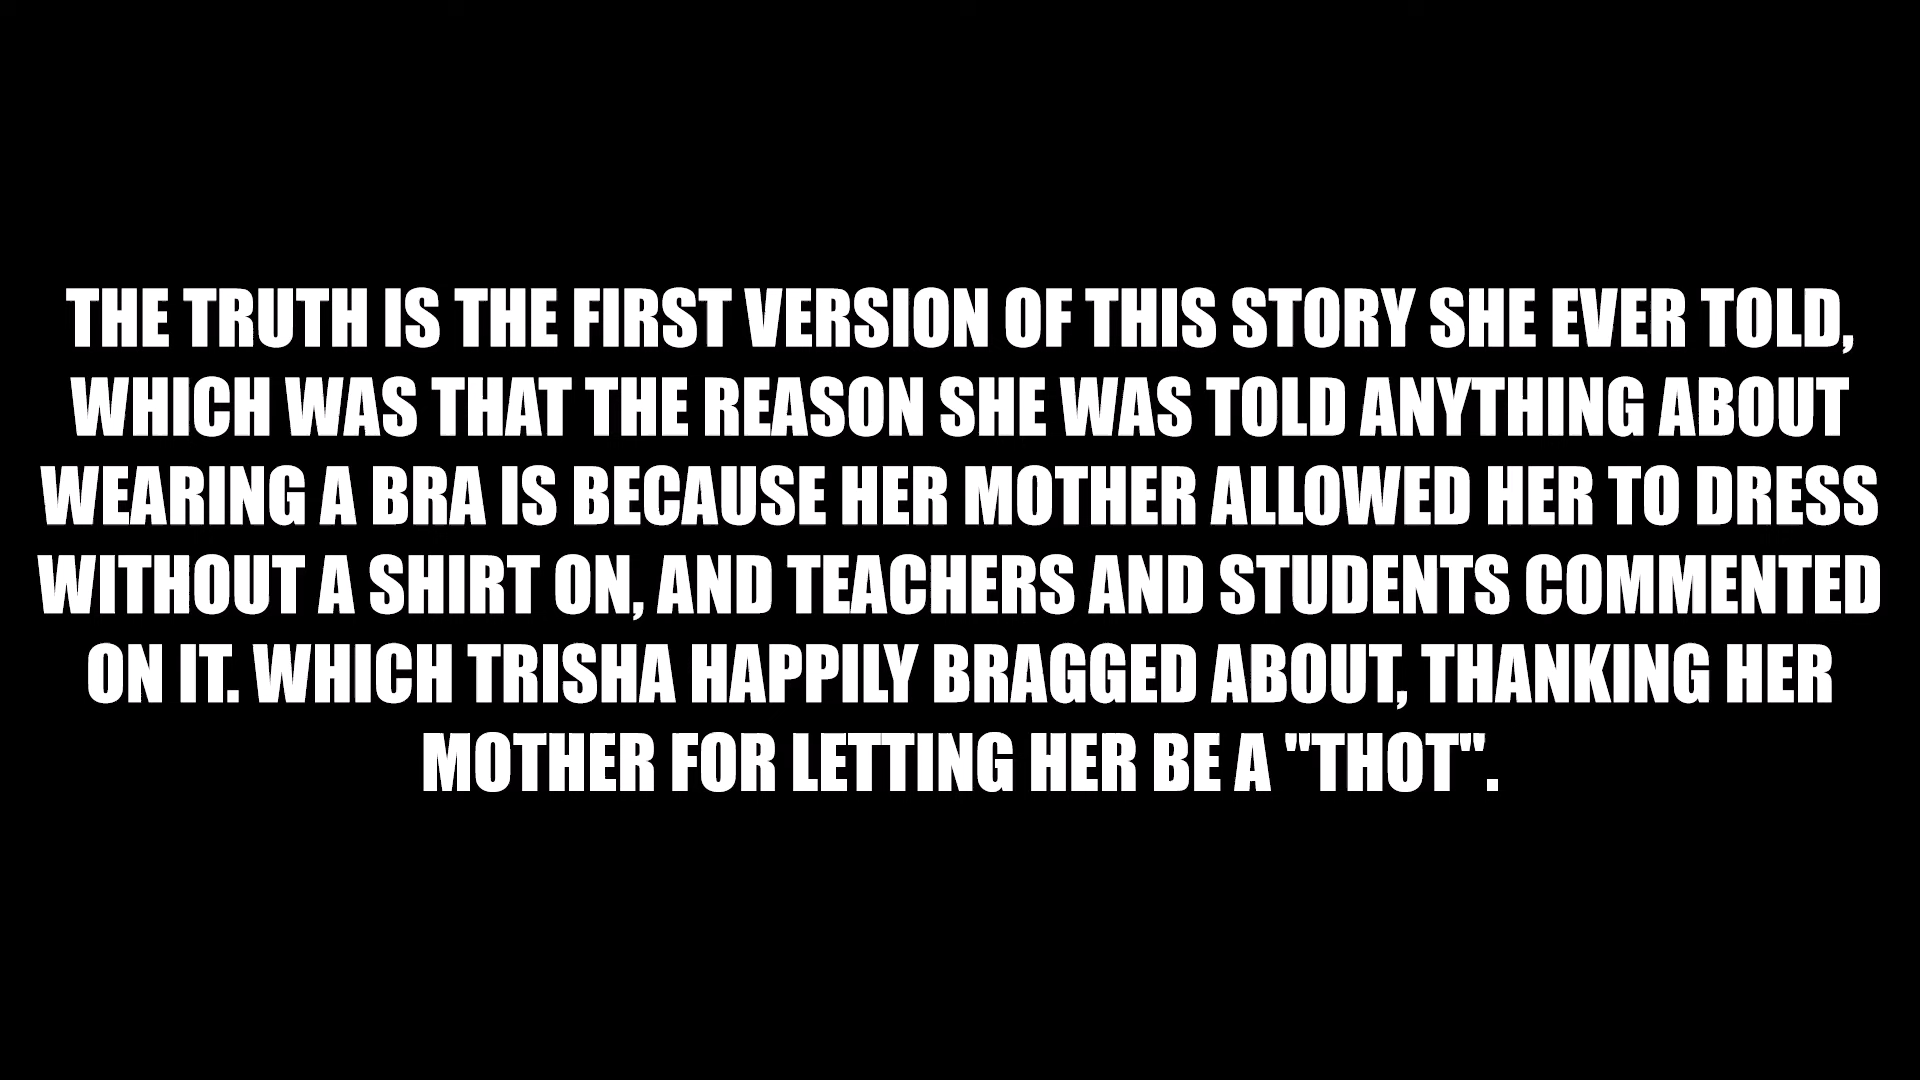 THE TRUTH IS THE FIRST VERSION OF THIS STORY SHE EVER TOLD,
WHICH WAS THAT THE REASON SHE WAS TOLD ANYTHING ABOUT
WEARING A BRA IS BECAUSE HER MOTHER ALLOWED HER TO DRESS
WITHOUT A SHIRT ON, AND TEACHERS AND STUDENTS COMMENTED
ON IT. WHICH TRISHA HAPPILY BRAGGED ABOUT, THANKING HER
MOTHER FOR LETTING HER BE A "THOT".